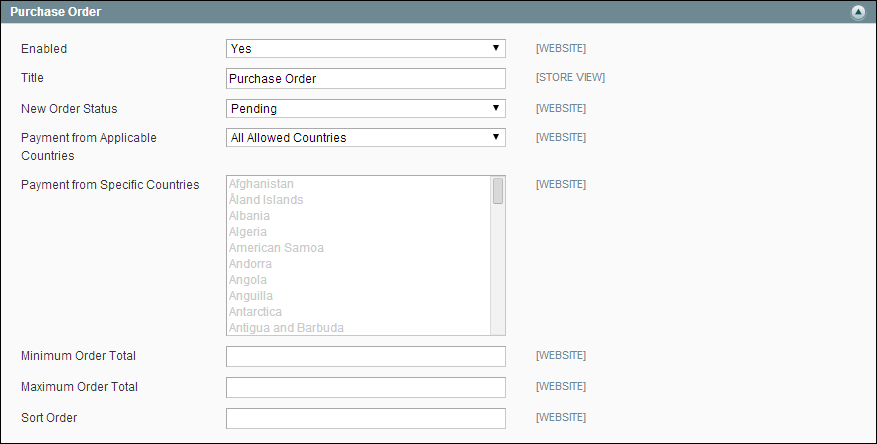 Purchase Order
Enabled Yes [WEBSITE]
Title Purchase Order [STORE VIEW]
New Order Status Pending [WEBSITE]
Payment from Applicable Countries All Allowed Countries [WEBSITE]
Payment from Specific Countries [WEBSITE]
Afghanistan
Åland Islands
Albania
Algeria
American Samoa
Andorra
Angola
Anguilla
Antarctica
Antigua and Barbuda
Minimum Order Total [WEBSITE]
Maximum Order Total [WEBSITE]
Sort Order [WEBSITE]